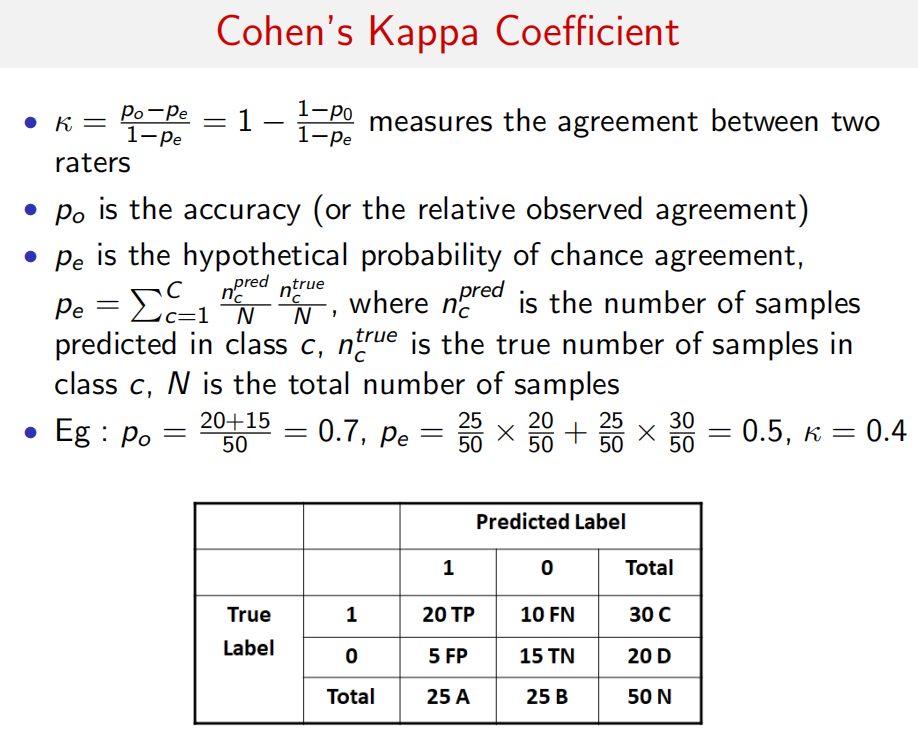 Cohen's Kappa Coefficient
• κ = \frac{p_o − p_e}{1 − p_e} = 1 − \frac{1 − p_0}{1 − p_e} measures the agreement between two
raters
• p_o is the accuracy (or the relative observed agreement)
• p_e is the hypothetical probability of chance agreement,
p_e = \sum_{c=1}^{C} \frac{n_c^{pred}}{N} \frac{n_c^{true}}{N}, where n_c^{pred} is the number of samples
predicted in class c, n_c^{true} is the true number of samples in
class c, N is the total number of samples
• Eg : p_o = \frac{20+15}{50} = 0.7, p_e = \frac{25}{50} × \frac{20}{50} + \frac{25}{50} × \frac{30}{50} = 0.5, κ = 0.4
Predicted Label
1 0 Total
True Label 1 20 TP 10 FN 30 C
0 5 FP 15 TN 20 D
Total 25 A 25 B 50 N